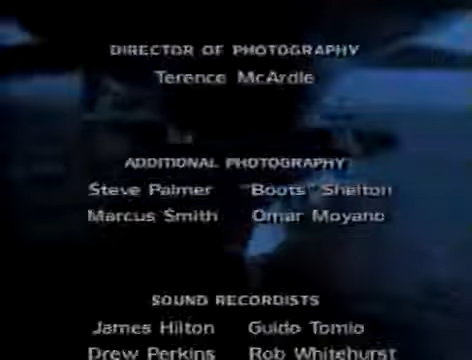 DIRECTOR OF PHOTOGRAPHY
Terence McArdle
ADDITIONAL PHOTOGRAPHY
Steve Palmer "Boots" Shelton
Marcus Smith Omar Moyano
SOUND RECORDISTS
James Hilton Guido Tomlo
Drew Perkins Rob Whitehurst